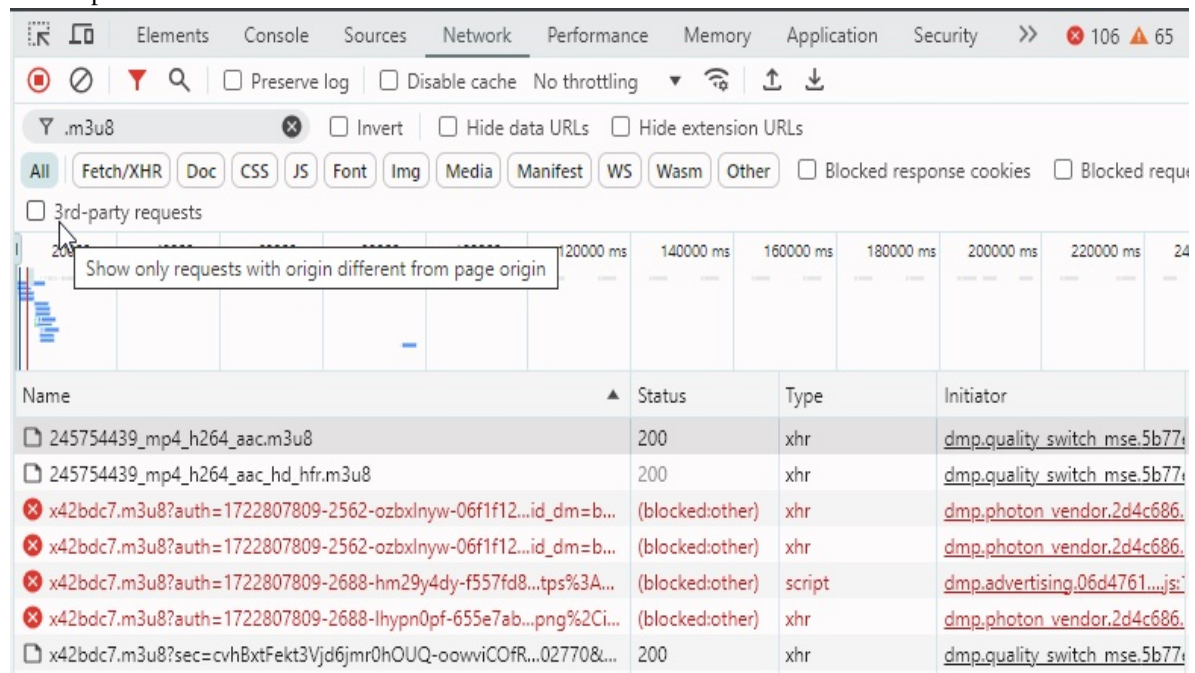 Elements Console Sources Network Performance Memory Application Security 106 65
Preserve log Disable cache No throttling
.m3u8 Invert Hide data URLs Hide extension URLs
All Fetch/XHR Doc CSS JS Font Img Media Manifest WS Wasm Other Blocked response cookies Blocked reque
3rd-party requests
120000 ms 140000 ms 160000 ms 180000 ms 200000 ms 220000 ms 24
Show only requests with origin different from page origin
Name Status Type Initiator
245754439_mp4_h264_aac.m3u8 200 xhr dmp.quality_switch_mse.5b77
245754439_mp4_h264_aac_hd_hfr.m3u8 200 xhr dmp.quality_switch_mse.5b77
x42bdc7.m3u8?auth=1722807809-2562-ozbxlnyw-06f1f12...id_dm=b... (blocked:other) xhr dmp.photon_vendor.2d4c686.
x42bdc7.m3u8?auth=1722807809-2562-ozbxlnyw-06f1f12...id_dm=b... (blocked:other) xhr dmp.photon_vendor.2d4c686.
x42bdc7.m3u8?auth=1722807809-2688-hm29y4dy-f557fd8...tps%3A... (blocked:other) script dmp.advertising.06d4761....js:
x42bdc7.m3u8?auth=1722807809-2688-lhypn0pf-655e7ab...png%2Ci... (blocked:other) xhr dmp.photon_vendor.2d4c686.
x42bdc7.m3u8?sec=cvhBxtFekt3Vjd6jmr0hOUQ-oowviCOfR...02770&... 200 xhr dmp.quality_switch_mse.5b77